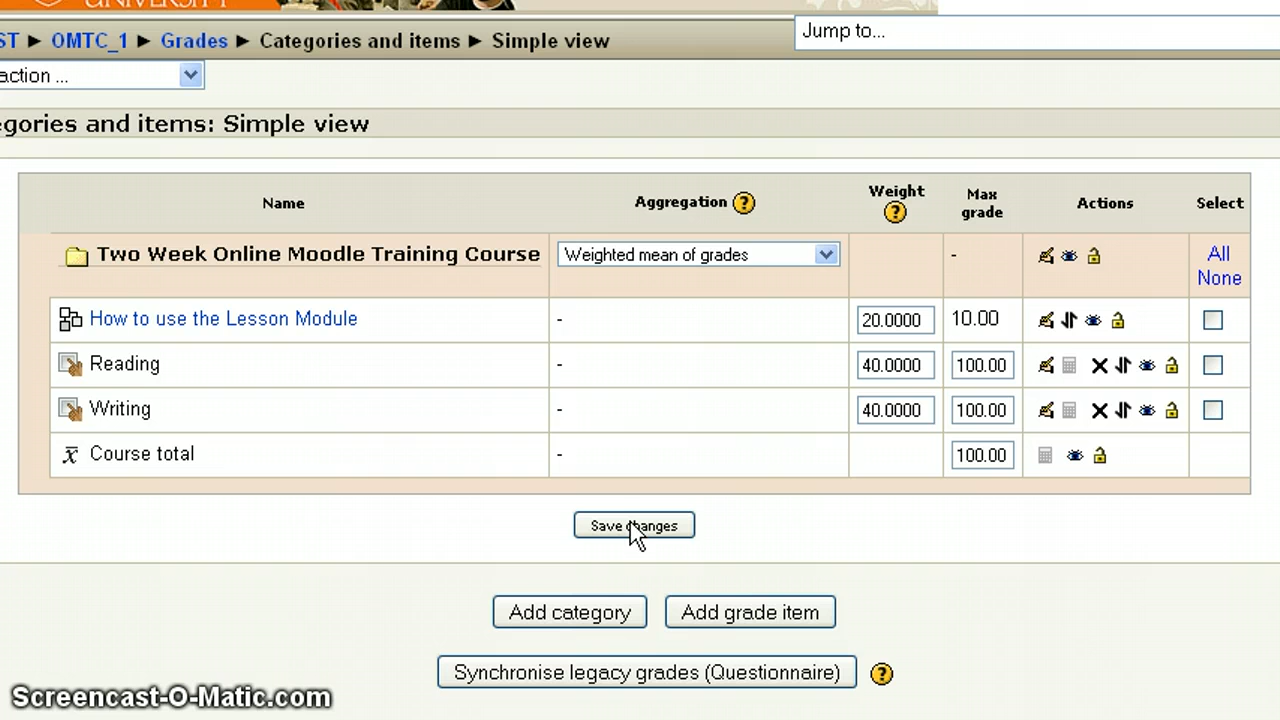 UNIVERSITY
ST ► OMTC_1 ► Grades ► Categories and items ► Simple view
Jump to...
action ...
egories and items: Simple view
Name Aggregation ? Weight ? Max grade Actions Select
Two Week Online Moodle Training Course Weighted mean of grades - All None
How to use the Lesson Module - 20.0000 10.00
Reading - 40.0000 100.00
Writing - 40.0000 100.00
x̅ Course total - 100.00
Save changes
Add category Add grade item
Synchronise legacy grades (Questionnaire) ?
Screencast-O-Matic.com